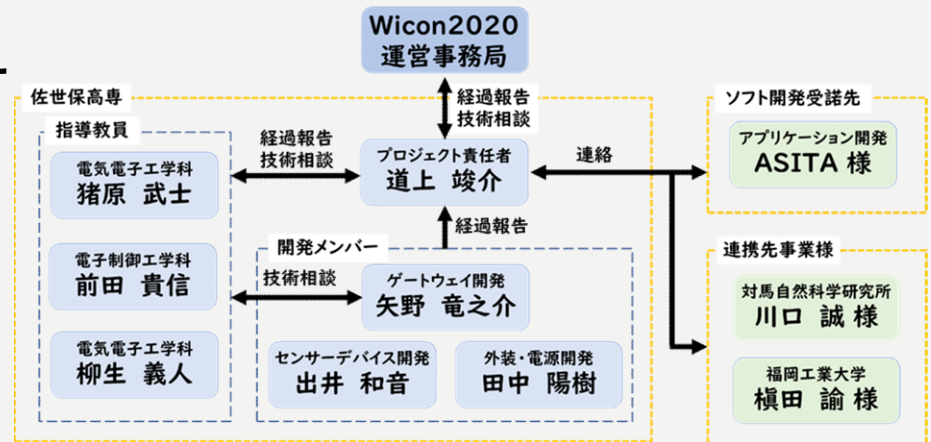 Wicon2020
運営事務局
経過報告
技術相談
佐世保高専
指導教員
電気電子工学科
猪原 武士
電子制御工学科
前田 貴信
電気電子工学科
柳生 義人
経過報告
技術相談
プロジェクト責任者
道上 竣介
連絡
経過報告
開発メンバー
技術相談
ゲートウェイ開発
矢野 竜之介
センサーデバイス開発
出井 和音
外装・電源開発
田中 陽樹
ソフト開発受諾先
アプリケーション開発
ASITA 様
連携先事業様
対馬自然科学研究所
川口 誠 様
福岡工業大学
槇田 諭 様